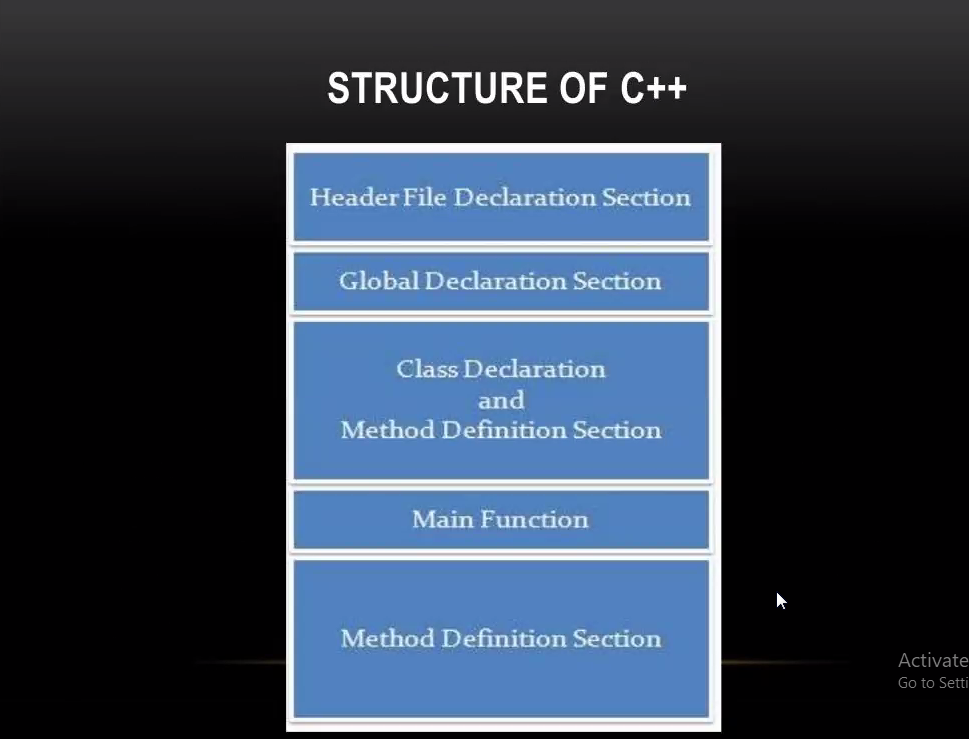 STRUCTURE OF C++
Header File Declaration Section
Global Declaration Section
Class Declaration
and
Method Definition Section
Main Function
Method Definition Section
Activate
Go to Setti